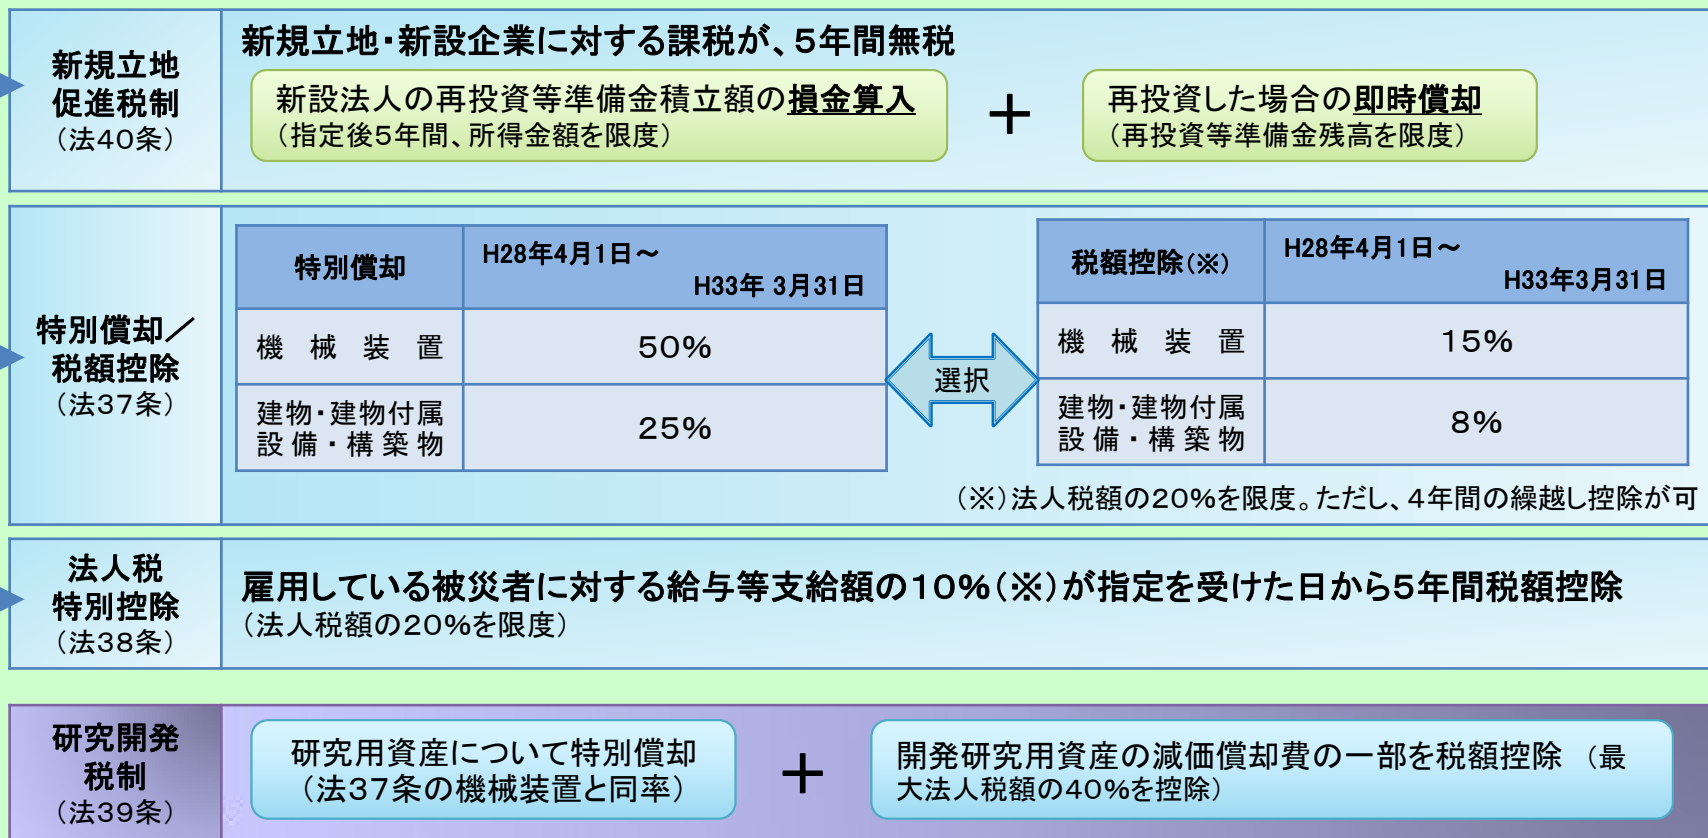 新規立地
促進税制
（法40条）
新規立地・新設企業に対する課税が、5年間無税
新設法人の再投資等準備金積立額の損金算入
（指定後5年間、所得金額を限度）
＋
再投資した場合の即時償却
（再投資等準備金残高を限度）
特別償却／
税額控除
（法37条）
特別償却
H28年4月1日～
H33年 3月31日
機 械 装 置
50%
建物・建物付属
設備・構築物
25%
選択
税額控除（※）
H28年4月1日～
H33年3月31日
機 械 装 置
15%
建物・建物付属
設備・構築物
8%
（※）法人税額の20%を限度。ただし、4年間の繰越し控除が可
法人税
特別控除
（法38条）
雇用している被災者に対する給与等支給額の10%（※）が指定を受けた日から5年間税額控除
（法人税額の20%を限度）
研究開発
税制
（法39条）
研究用資産について特別償却
（法37条の機械装置と同率）
＋
開発研究用資産の減価償却費の一部を税額控除 （最
大法人税額の40%を控除）